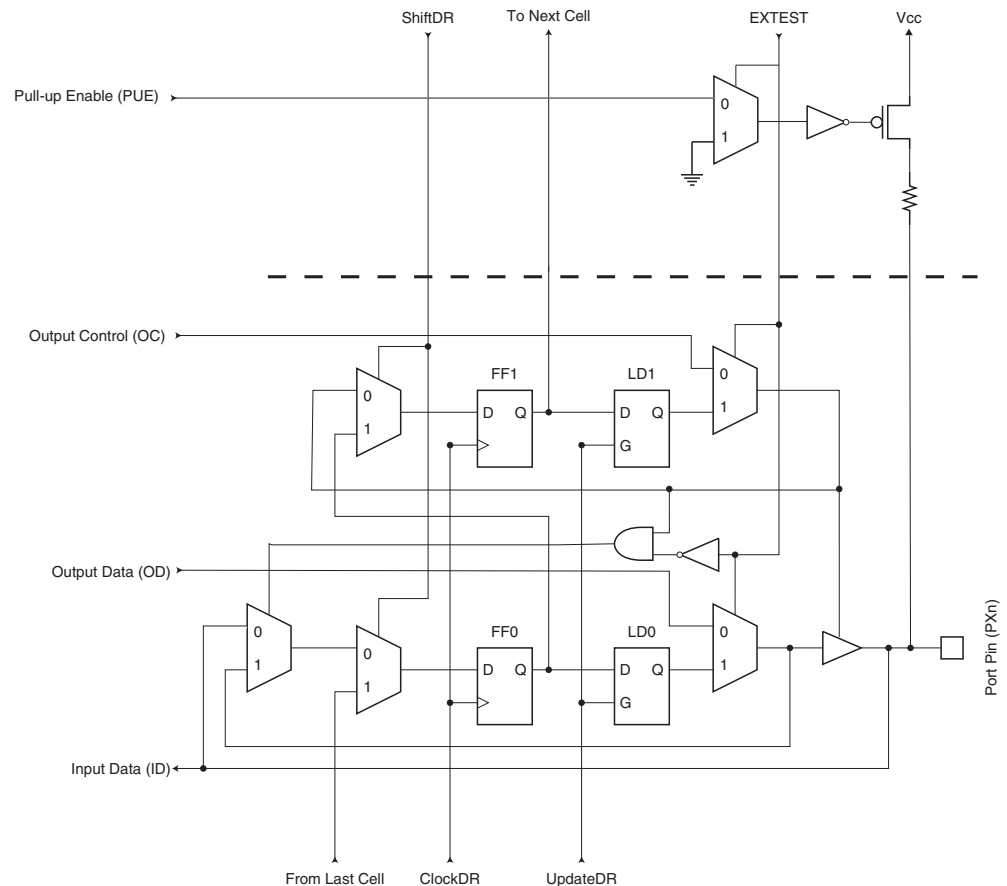 ShiftDR To Next Cell EXTEST Vcc
Pull-up Enable (PUE)
0
1
Output Control (OC)
FF1 LD1
0
0
D Q D Q
1
1
G
Output Data (OD)
FF0 LD0
0 0
0
1
D Q D Q
1
1
G
Port Pin (PXn)
Input Data (ID)
From Last Cell ClockDR UpdateDR